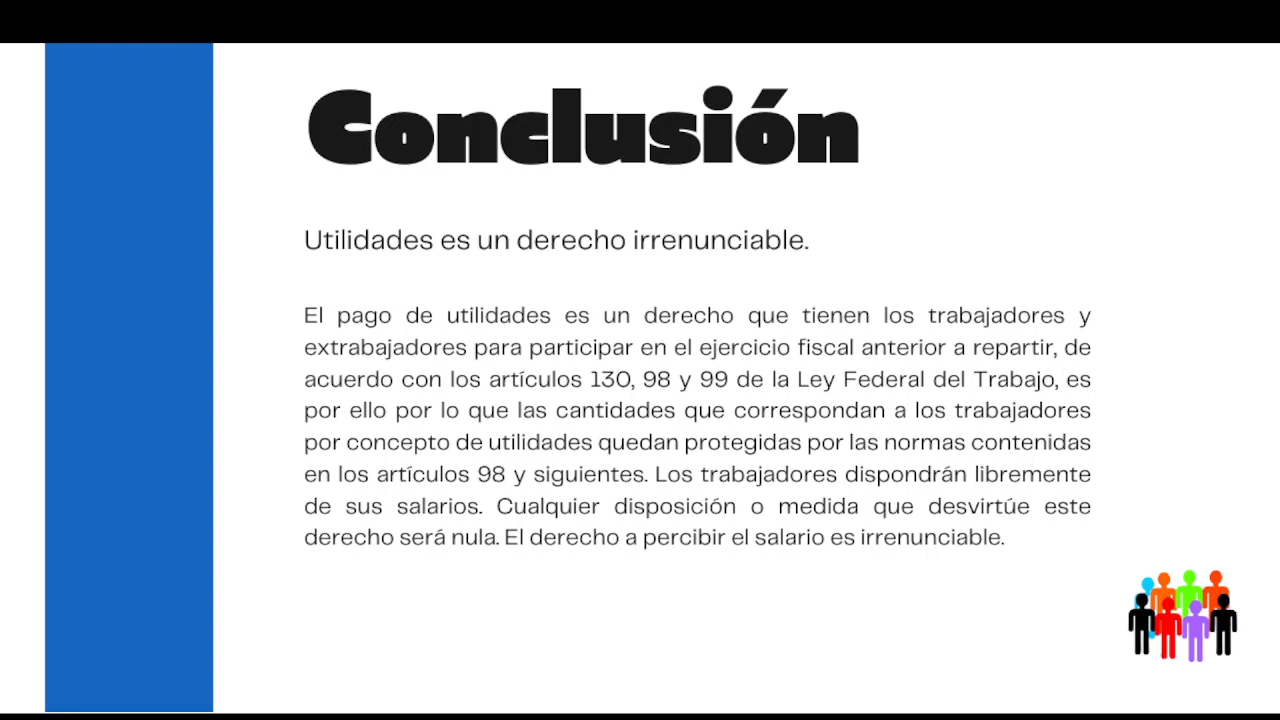 Conclusión
Utilidades es un derecho irrenunciable.
El pago de utilidades es un derecho que tienen los trabajadores y
extrabajadores para participar en el ejercicio fiscal anterior a repartir, de
acuerdo con los artículos 130, 98 y 99 de la Ley Federal del Trabajo, es
por ello por lo que las cantidades que correspondan a los trabajadores
por concepto de utilidades quedan protegidas por las normas contenidas
en los artículos 98 y siguientes. Los trabajadores dispondrán libremente
de sus salarios. Cualquier disposición o medida que desvirtúe este
derecho será nula. El derecho a percibir el salario es irrenunciable.